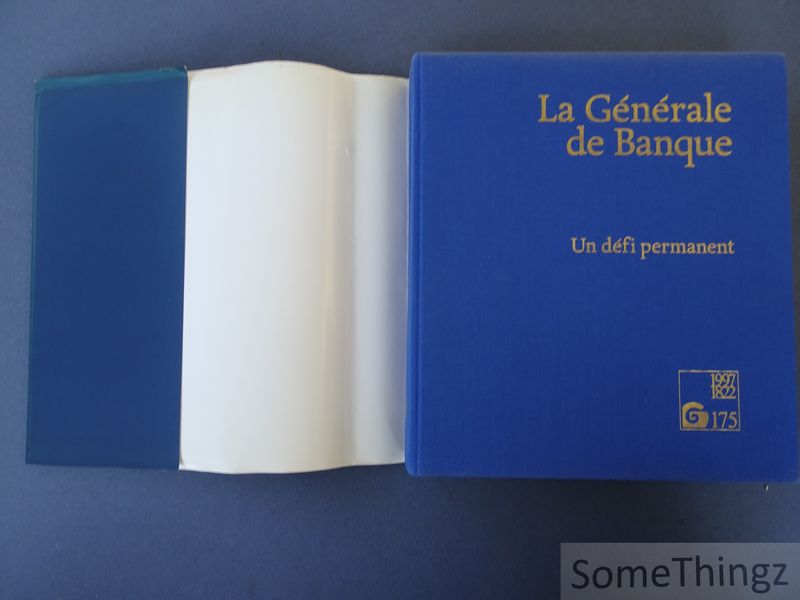 La Générale
de Banque
Un défi permanent
1997
1822
G 175
SomeThingz